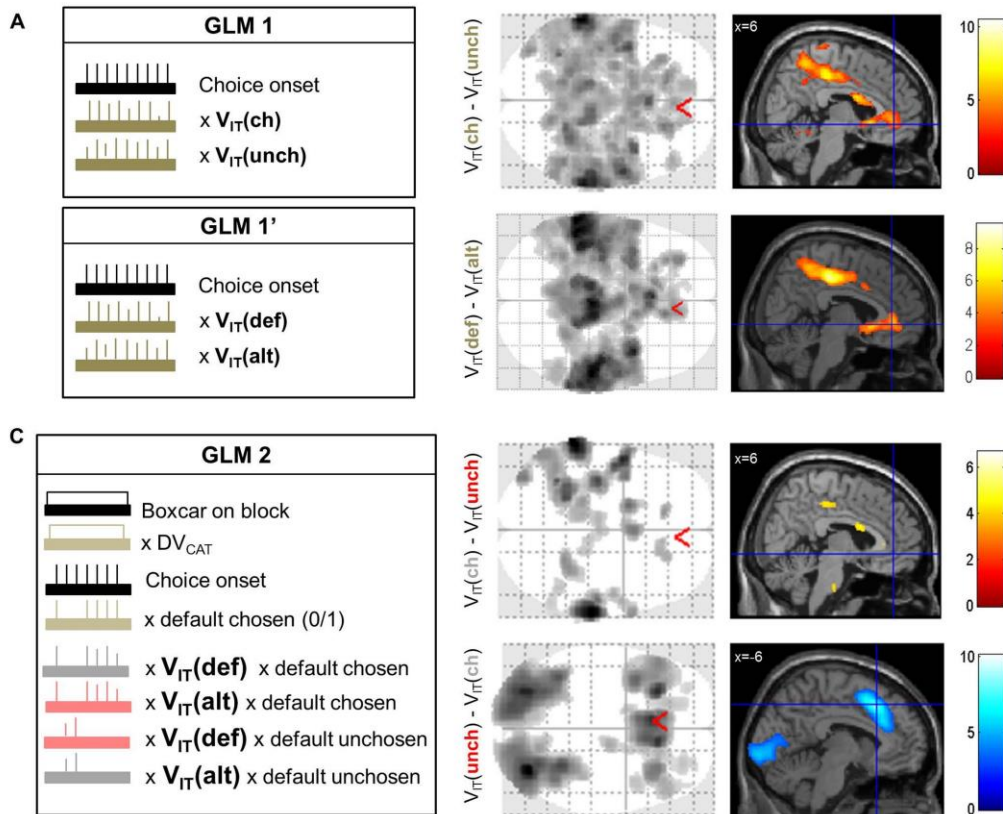 A
GLM 1
Choice onset
x V_IT(ch)
x V_IT(unch)
V_IT(ch) - V_IT(unch)
x=6
10
5
0
GLM 1’
Choice onset
x V_IT(def)
x V_IT(alt)
V_IT(def) - V_IT(alt)
8
6
4
2
0
C
GLM 2
Boxcar on block
x DV_CAT
Choice onset
x default chosen (0/1)
x V_IT(def) x default chosen
x V_IT(alt) x default chosen
x V_IT(def) x default unchosen
x V_IT(alt) x default unchosen
V_IT(ch) - V_IT(unch)
x=6
6
4
2
0
V_IT(unch) - V_IT(ch)
x=-6
10
5
0